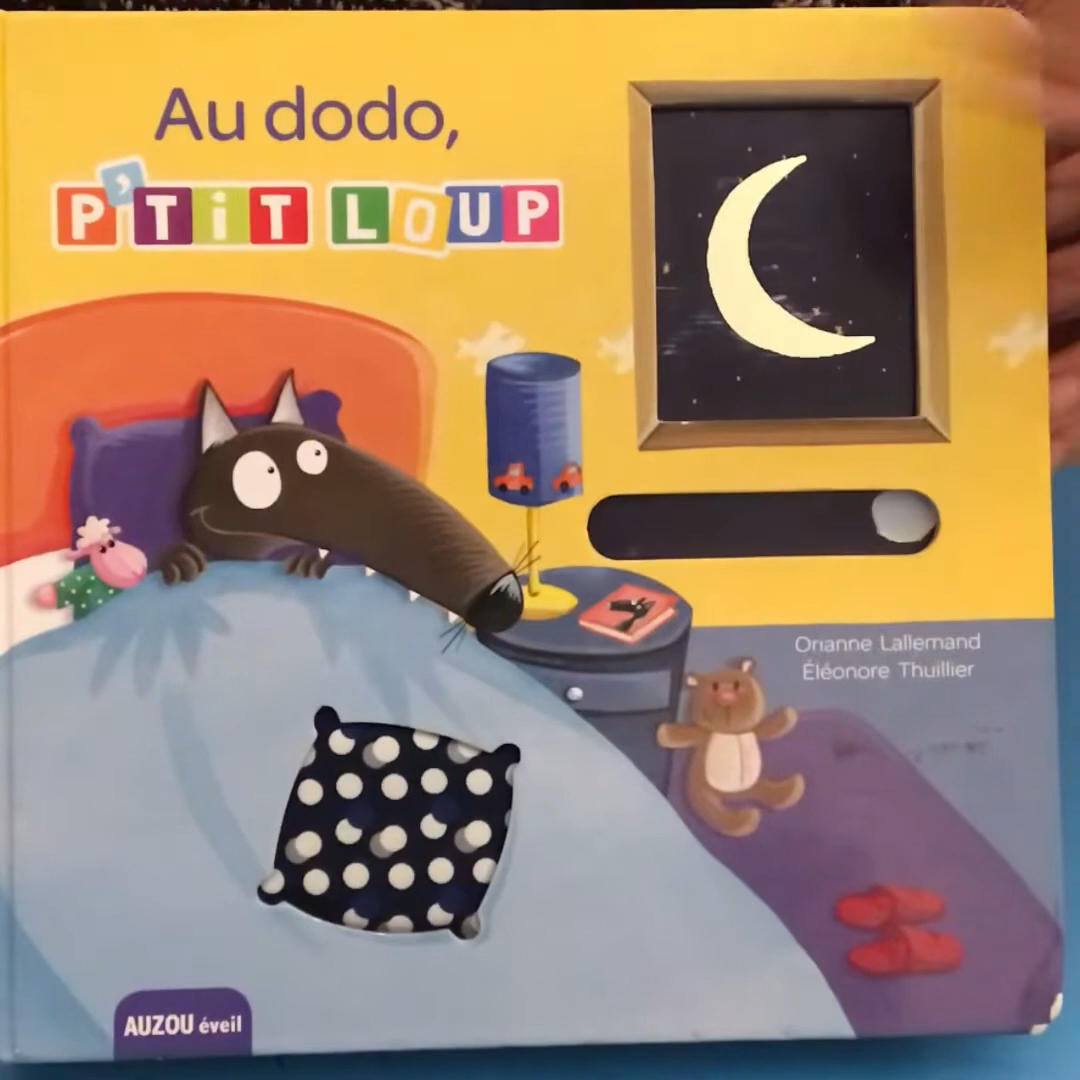 Au dodo,
P'TiT LOUP
Orianne Lallemand
Éléonore Thuillier
AUZOU éveil